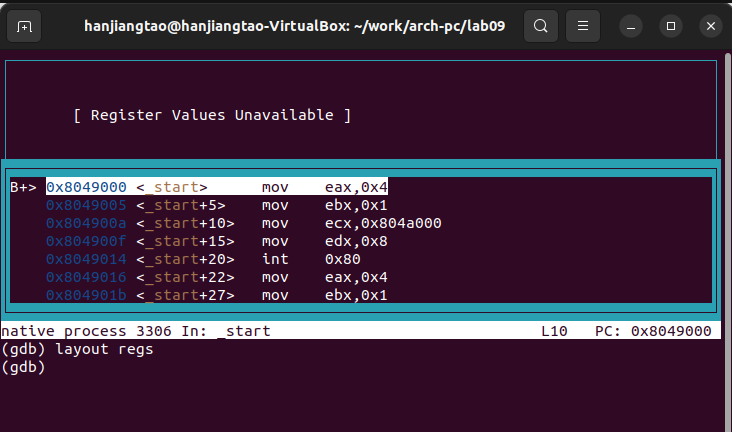 hanjiangtao@hanjiangtao-VirtualBox: ~/work/arch-pc/lab09
[ Register Values Unavailable ]
B+> 0x8049000 <_start>      mov    eax,0x4
0x8049005 <_start+5>    mov    ebx,0x1
0x804900a <_start+10>   mov    ecx,0x804a000
0x804900f <_start+15>   mov    edx,0x8
0x8049014 <_start+20>   int    0x80
0x8049016 <_start+22>   mov    eax,0x4
0x804901b <_start+27>   mov    ebx,0x1
native process 3306 In: _start                              L10   PC: 0x8049000
(gdb) layout regs
(gdb)